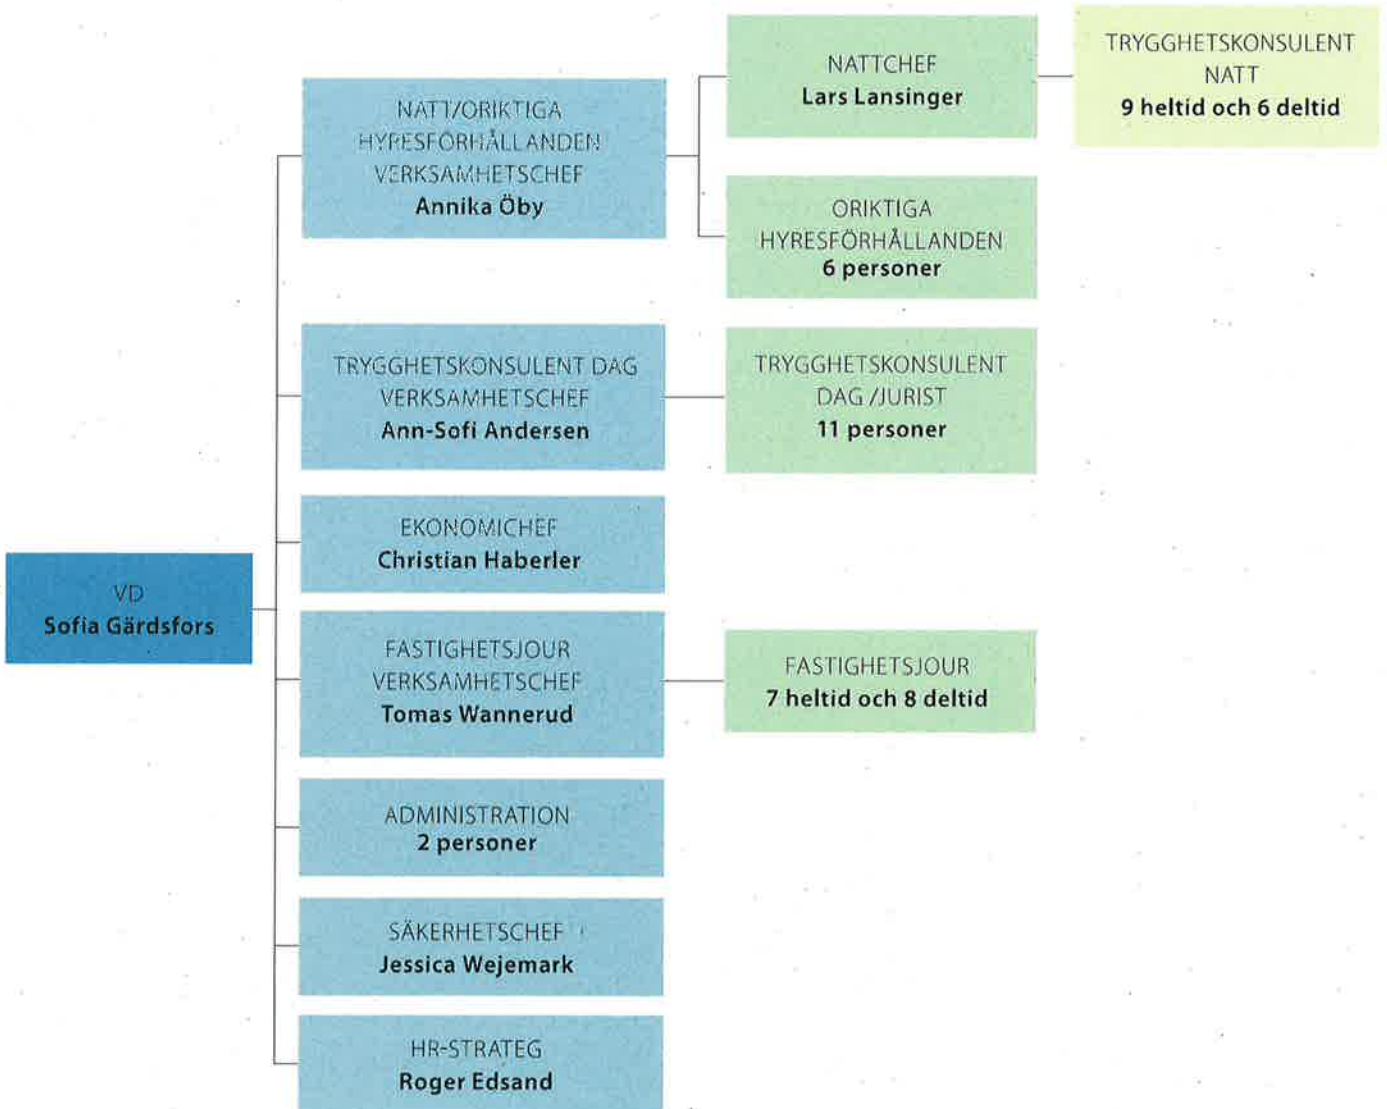 NATTCHEF
Lars Lansinger
TRYGGHETSKONSULENT
NATT
9 heltid och 6 deltid
NATT/ORIKTIGA
HYRESFÖRHÅLLANDEN
VERKSAMHETSCHEF
Annika Öby
ORIKTIGA
HYRESFÖRHÅLLANDEN
6 personer
TRYGGHETSKONSULENT DAG
VERKSAMHETSCHEF
Ann-Sofi Andersen
TRYGGHETSKONSULENT
DAG /JURIST
11 personer
EKONOMICHEF
Christian Haberler
VD
Sofia Gärdsfors
FASTIGHETSJOUR
VERKSAMHETSCHEF
Tomas Wannerud
FASTIGHETSJOUR
7 heltid och 8 deltid
ADMINISTRATION
2 personer
SÄKERHETSCHEF
Jessica Wejemark
HR-STRATEG
Roger Edsand